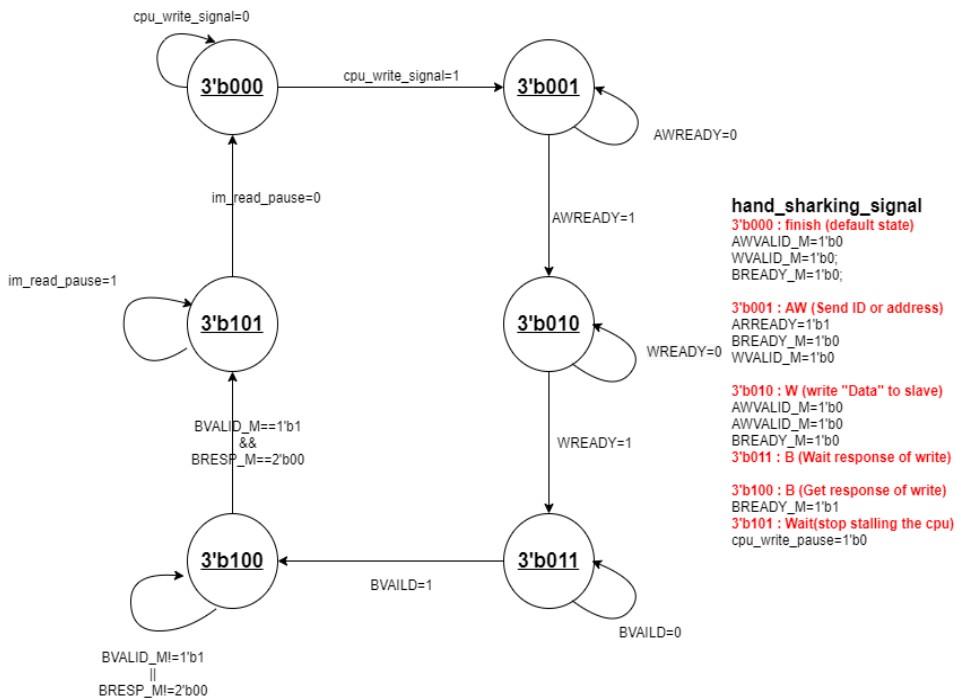 cpu_write_signal=0
3'b000
cpu_write_signal=1
3'b001
AWREADY=0
im_read_pause=0
AWREADY=1
im_read_pause=1
3'b101
3'b010
WREADY=0
BVALID_M==1'b1
&&
BRESP_M==2'b00
WREADY=1
3'b100
BVAILD=1
3'b011
BVAILD=0
BVALID_M!=1'b1
||
BRESP_M!=2'b00
hand_sharking_signal
3'b000 : finish (default state)
AWVALID_M=1'b0
WVALID_M=1'b0;
BREADY_M=1'b0;
3'b001 : AW (Send ID or address)
ARREADY=1'b1
BREADY_M=1'b0
WVALID_M=1'b0
3'b010 : W (write "Data" to slave)
AWVALID_M=1'b0
AWVALID_M=1'b0
BREADY_M=1'b0
3'b011 : B (Wait response of write)
3'b100 : B (Get response of write)
BREADY_M=1'b1
3'b101 : Wait(stop stalling the cpu)
cpu_write_pause=1'b0